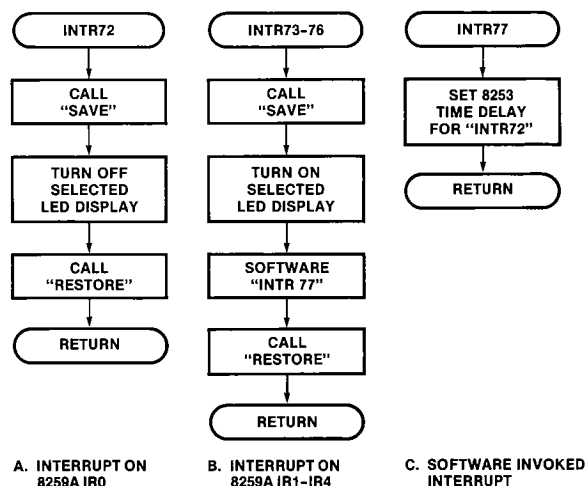 INTR72
CALL
"SAVE"
TURN OFF
SELECTED
LED DISPLAY
CALL
"RESTORE"
RETURN
A. INTERRUPT ON
8259A IR0
INTR73-76
CALL
"SAVE"
TURN ON
SELECTED
LED DISPLAY
SOFTWARE
"INTR 77"
CALL
"RESTORE"
RETURN
B. INTERRUPT ON
8259A IR1-IR4
INTR77
SET 8253
TIME DELAY
FOR "INTR72"
RETURN
C. SOFTWARE INVOKED
INTERRUPT